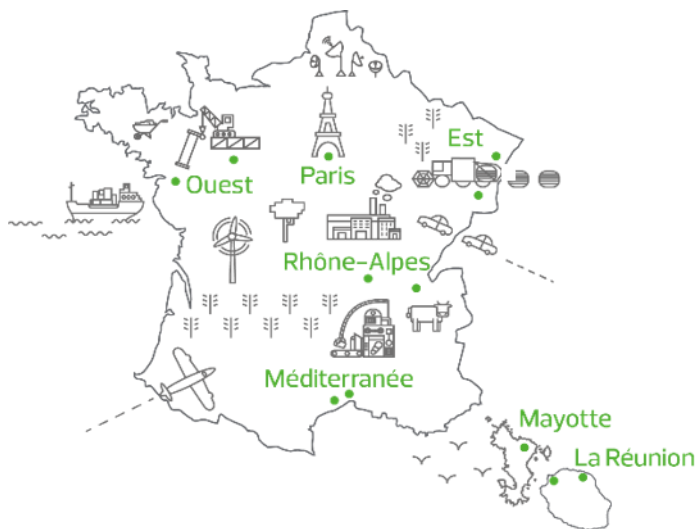 Est
Paris
Ouest
Rhône-Alpes
Méditerranée
Mayotte
La Réunion